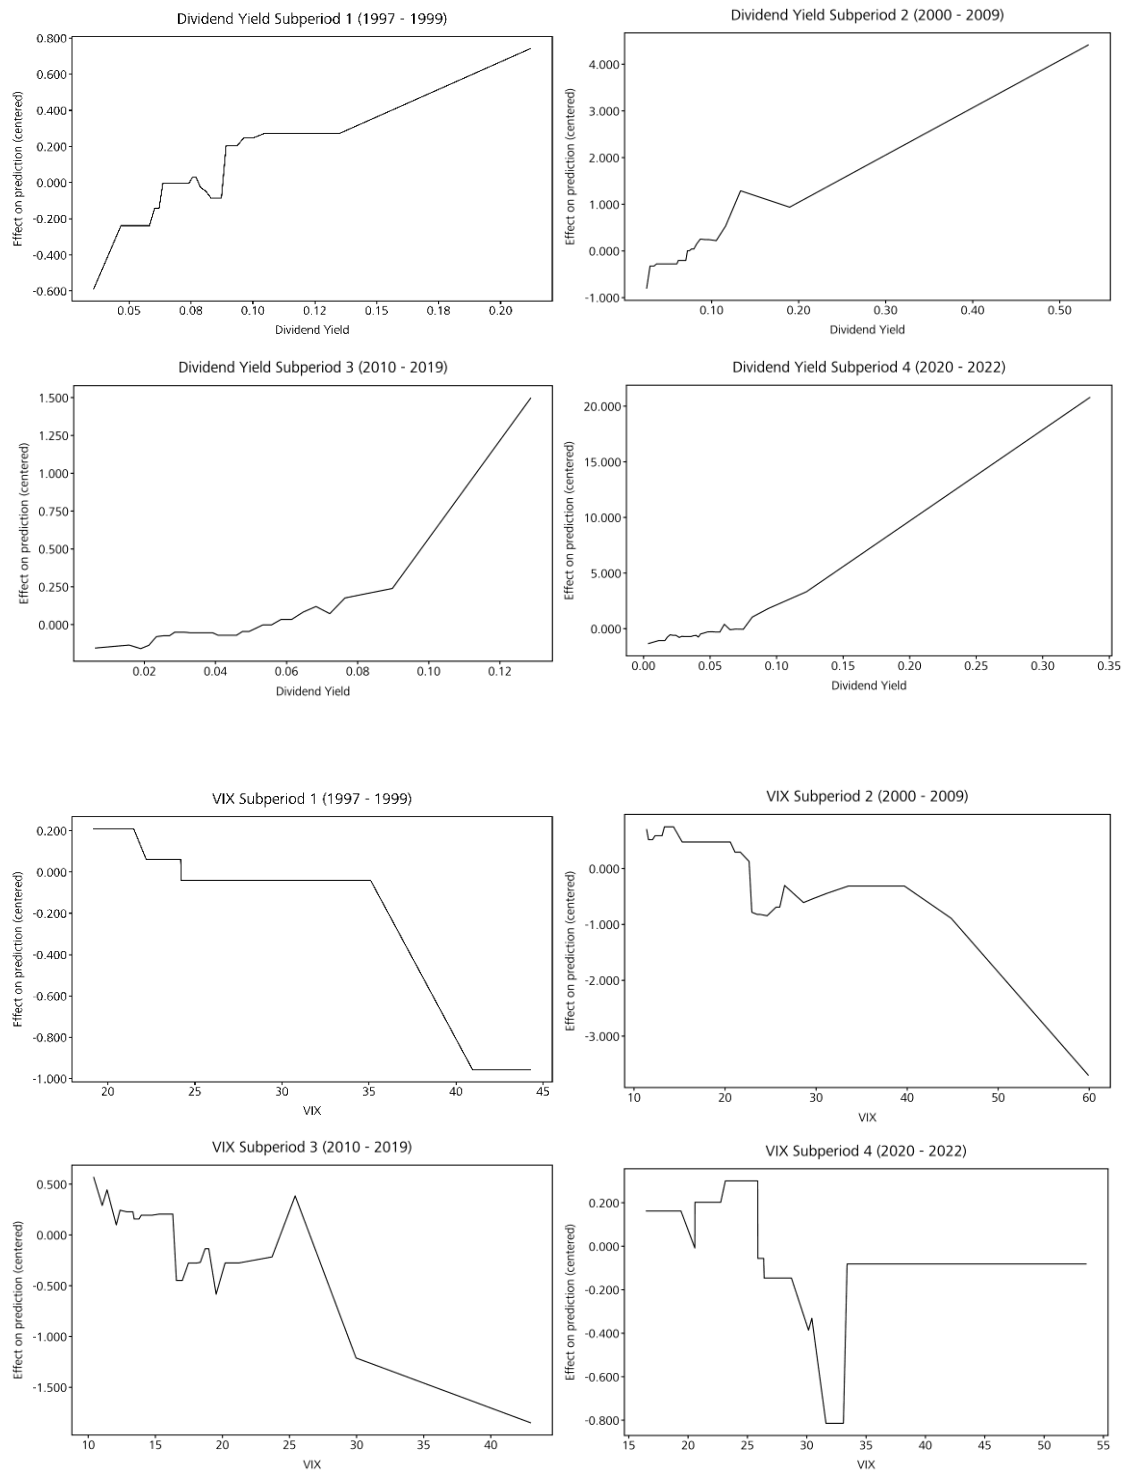 Dividend Yield Subperiod 1 (1997 - 1999)
Effect on prediction (centered)
0.800
0.600
0.400
0.200
0.000
-0.200
-0.400
-0.600
0.05 0.08 0.10 0.12 0.15 0.18 0.20
Dividend Yield
Dividend Yield Subperiod 2 (2000 - 2009)
Effect on prediction (centered)
4.000
3.000
2.000
1.000
0.000
-1.000
0.10 0.20 0.30 0.40 0.50
Dividend Yield
Dividend Yield Subperiod 3 (2010 - 2019)
Effect on prediction (centered)
1.500
1.250
1.000
0.750
0.500
0.250
0.000
0.02 0.04 0.06 0.08 0.10 0.12
Dividend Yield
Dividend Yield Subperiod 4 (2020 - 2022)
Effect on prediction (centered)
20.000
15.000
10.000
5.000
0.000
0.00 0.05 0.10 0.15 0.20 0.25 0.30 0.35
Dividend Yield
VIX Subperiod 1 (1997 - 1999)
Effect on prediction (centered)
0.200
0.000
-0.200
-0.400
-0.600
-0.800
-1.000
20 25 30 35 40 45
VIX
VIX Subperiod 2 (2000 - 2009)
Effect on prediction (centered)
0.000
-1.000
-2.000
-3.000
10 20 30 40 50 60
VIX
VIX Subperiod 3 (2010 - 2019)
Effect on prediction (centered)
0.500
0.000
-0.500
-1.000
-1.500
10 15 20 25 30 35 40
VIX
VIX Subperiod 4 (2020 - 2022)
Effect on prediction (centered)
0.200
0.000
-0.200
-0.400
-0.600
-0.800
15 20 25 30 35 40 45 50 55
VIX